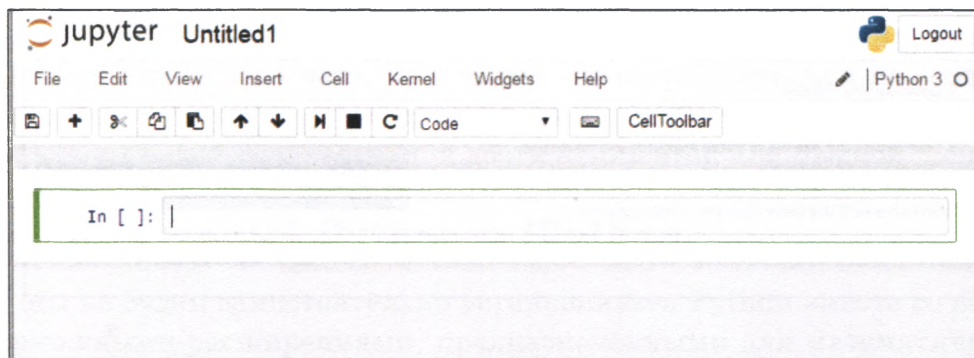 jupyter Untitled1 Logout
File Edit View Insert Cell Kernel Widgets Help Python 3
Code CellToolbar
In [ ]: